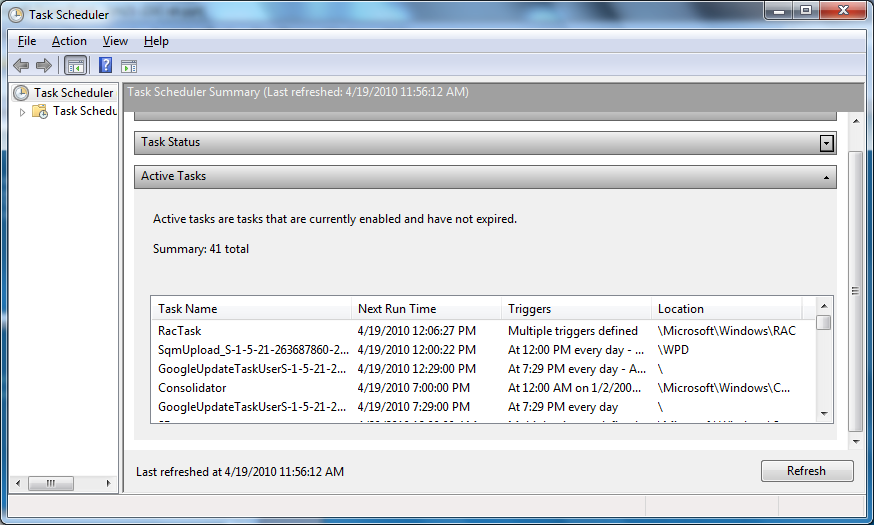 Task Scheduler
File Action View Help
Task Scheduler
Task Schedu
Task Scheduler Summary (Last refreshed: 4/19/2010 11:56:12 AM)
Task Status
Active Tasks
Active tasks are tasks that are currently enabled and have not expired.
Summary: 41 total
Task Name Next Run Time Triggers Location
RacTask 4/19/2010 12:06:27 PM Multiple triggers defined \Microsoft\Windows\RAC
SqmUpload_S-1-5-21-263687860-2... 4/19/2010 12:00:22 PM At 12:00 PM every day - ... \WPD
GoogleUpdateTaskUserS-1-5-21-2... 4/19/2010 12:29:00 PM At 7:29 PM every day - A... \
Consolidator 4/19/2010 7:00:00 PM At 12:00 AM on 1/2/200... \Microsoft\Windows\C...
GoogleUpdateTaskUserS-1-5-21-2... 4/19/2010 7:29:00 PM At 7:29 PM every day \
Last refreshed at 4/19/2010 11:56:12 AM
Refresh